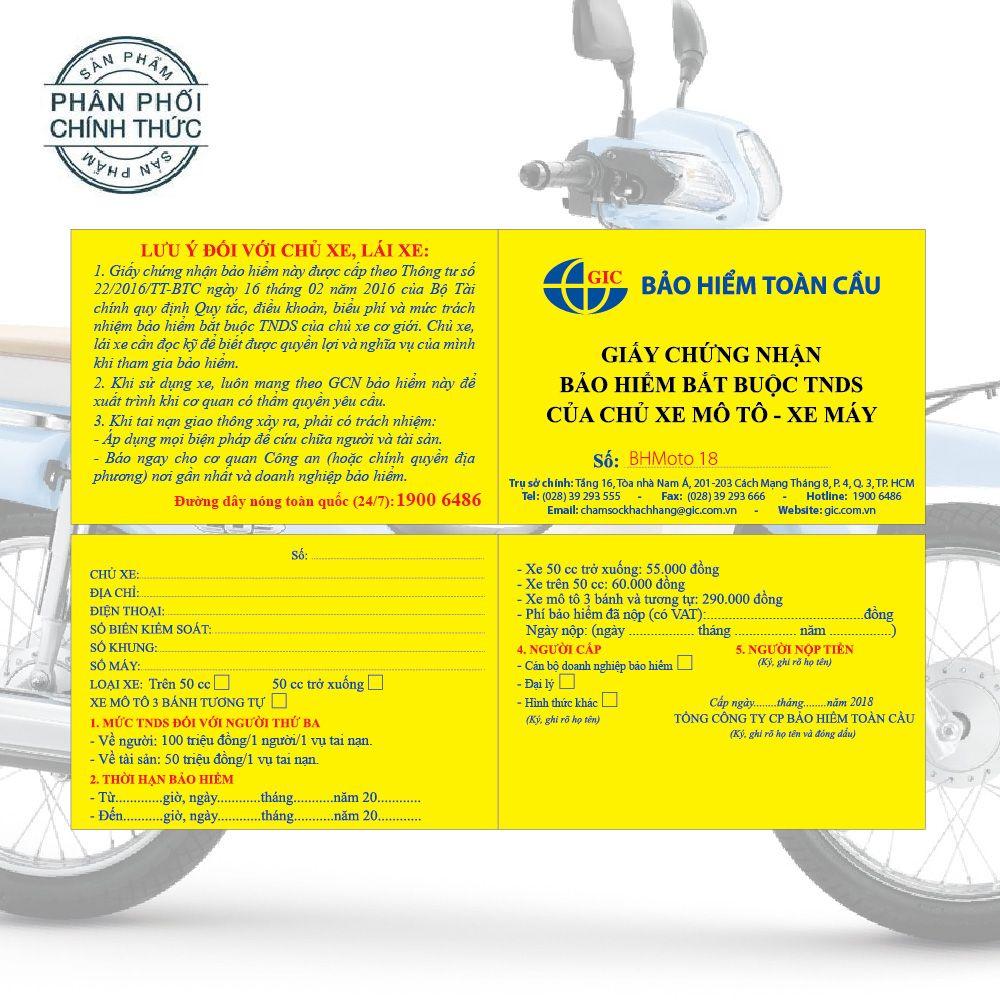 SẢN PHẨM
PHÂN PHỐI
CHÍNH THỨC
SẢN PHẨM
LƯU Ý ĐỐI VỚI CHỦ XE, LÁI XE:
1. Giấy chứng nhận bảo hiểm này được cấp theo Thông tư số
22/2016/TT-BTC ngày 16 tháng 02 năm 2016 của Bộ Tài
chính quy định Quy tắc, điều khoản, biểu phí và mức trách
nhiệm bảo hiểm bắt buộc TNDS của chủ xe cơ giới. Chủ xe,
lái xe cần đọc kỹ để biết được quyền lợi và nghĩa vụ của mình
khi tham gia bảo hiểm.
2. Khi sử dụng xe, luôn mang theo GCN bảo hiểm này để
xuất trình khi cơ quan có thẩm quyền yêu cầu.
3. Khi tai nạn giao thông xảy ra, phải có trách nhiệm:
- Áp dụng mọi biện pháp để cứu chữa người và tài sản.
- Báo ngay cho cơ quan Công an (hoặc chính quyền địa
phương) nơi gần nhất và doanh nghiệp bảo hiểm.
Đường dây nóng toàn quốc (24/7): 1900 6486
GIC BẢO HIỂM TOÀN CẦU
GIẤY CHỨNG NHẬN
BẢO HIỂM BẮT BUỘC TNDS
CỦA CHỦ XE MÔ TÔ - XE MÁY
Số: BHMoto 18
Trụ sở chính: Tầng 16, Tòa nhà Nam Á, 201-203 Cách Mạng Tháng 8, P. 4, Q. 3, TP. HCM
Tel: (028) 39 293 555 - Fax: (028) 39 293 666 - Hotline: 1900 6486
Email: chamsockhachhang@gic.com.vn - Website: gic.com.vn
Số:
CHỦ XE:
ĐỊA CHỈ:
ĐIỆN THOẠI:
SỐ BIỂN KIỂM SOÁT:
SỐ KHUNG:
SỐ MÁY:
LOẠI XE: Trên 50 cc 50 cc trở xuống
XE MÔ TÔ 3 BÁNH TƯƠNG TỰ
1. MỨC TNDS ĐỐI VỚI NGƯỜI THỨ BA
- Về người: 100 triệu đồng/1 người/1 vụ tai nạn.
- Về tài sản: 50 triệu đồng/1 vụ tai nạn.
2. THỜI HẠN BẢO HIỂM
- Từ.............giờ, ngày............tháng...........năm 20............
- Đến...........giờ, ngày............tháng...........năm 20............
- Xe 50 cc trở xuống: 55.000 đồng
- Xe trên 50 cc: 60.000 đồng
- Xe mô tô 3 bánh và tương tự: 290.000 đồng
- Phí bảo hiểm đã nộp (có VAT):..........................................đồng
Ngày nộp: (ngày ................. tháng ................ năm ................)
4. NGƯỜI CẤP
- Cán bộ doanh nghiệp bảo hiểm
- Đại lý
- Hình thức khác
(Ký, ghi rõ họ tên)
5. NGƯỜI NỘP TIỀN
(Ký, ghi rõ họ tên)
Cấp ngày........tháng........năm 2018
TỔNG CÔNG TY CP BẢO HIỂM TOÀN CẦU
(Ký, ghi rõ họ tên và đóng dấu)